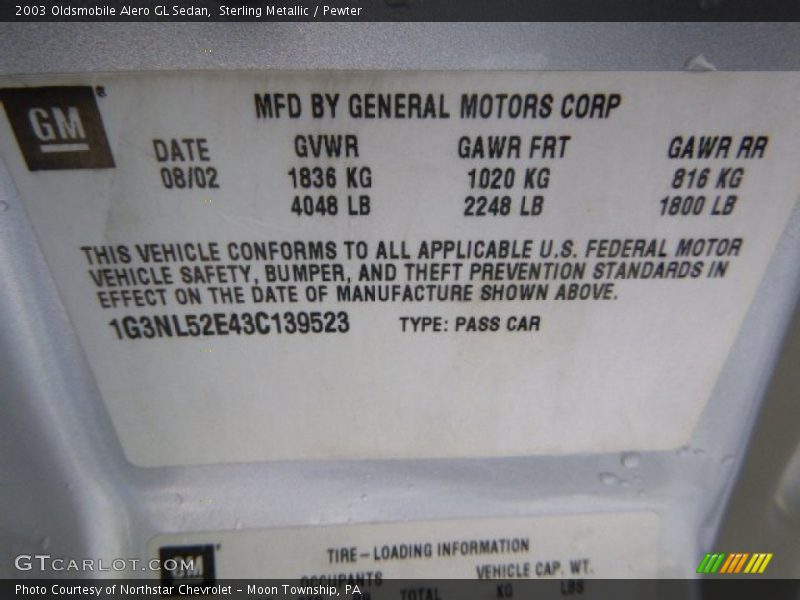 2003 Oldsmobile Alero GL Sedan,  Sterling Metallic / Pewter
GM
MFD BY GENERAL MOTORS CORP
DATE GVWR GAWR FRT GAWR RR
08/02 1836 KG 1020 KG 816 KG
4048 LB 2248 LB 1800 LB
THIS VEHICLE CONFORMS TO ALL APPLICABLE U.S. FEDERAL MOTOR
VEHICLE SAFETY, BUMPER, AND THEFT PREVENTION STANDARDS IN
EFFECT ON THE DATE OF MANUFACTURE SHOWN ABOVE.
1G3NL52E43C139523 TYPE: PASS CAR
GM TIRE-LOADING INFORMATION
OCCUPANTS VEHICLE CAP. WT.
TOTAL KG LBS
GTCARLOT.COM
Photo Courtesy of Northstar Chevrolet - Moon Township, PA